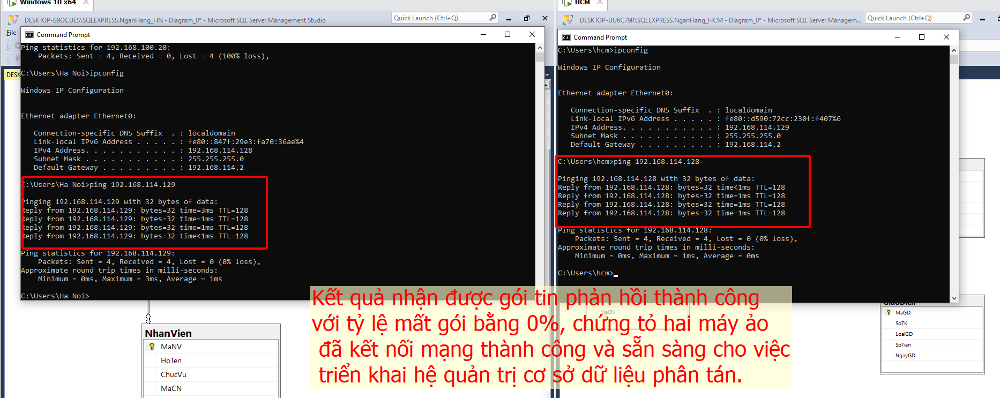 Windows 10 x64
DESKTOP-B9OCUES\SQLEXPRESS.NganHang_HN - Diagram_0* - Microsoft SQL Server Management Studio
Quick Launch (Ctrl+Q)
File
Command Prompt
DESK
Ping statistics for 192.168.100.20:
Packets: Sent = 4, Received = 0, Lost = 4 (100% loss),
C:\Users\Ha Noi>ipconfig
Windows IP Configuration
Ethernet adapter Ethernet0:
Connection-specific DNS Suffix  . : localdomain
Link-local IPv6 Address . . . . . : fe80::847f:29e3:fa70:36ae%4
IPv4 Address. . . . . . . . . . . : 192.168.114.128
Subnet Mask . . . . . . . . . . . : 255.255.255.0
Default Gateway . . . . . . . . . : 192.168.114.2
C:\Users\Ha Noi>ping 192.168.114.129
Pinging 192.168.114.129 with 32 bytes of data:
Reply from 192.168.114.129: bytes=32 time=3ms TTL=128
Reply from 192.168.114.129: bytes=32 time=1ms TTL=128
Reply from 192.168.114.129: bytes=32 time=1ms TTL=128
Reply from 192.168.114.129: bytes=32 time<1ms TTL=128
Ping statistics for 192.168.114.129:
Packets: Sent = 4, Received = 4, Lost = 0 (0% loss),
Approximate round trip times in milli-seconds:
Minimum = 0ms, Maximum = 3ms, Average = 1ms
C:\Users\Ha Noi>
NhanVien
MaNV
HoTen
ChucVu
MaCN
HCM
DESKTOP-UU6C79R\SQLEXPRESS.NganHang_HCM - Diagram_0* - Microsoft SQL Server Managem...
Quick Launch (Ctrl+Q)
Command Prompt
C:\Users\hcm>ipconfig
Windows IP Configuration
Ethernet adapter Ethernet0:
Connection-specific DNS Suffix  . : localdomain
Link-local IPv6 Address . . . . . : fe80::d590:72cc:230f:f407%6
IPv4 Address. . . . . . . . . . . : 192.168.114.129
Subnet Mask . . . . . . . . . . . : 255.255.255.0
Default Gateway . . . . . . . . . : 192.168.114.2
C:\Users\hcm>ping 192.168.114.128
Pinging 192.168.114.128 with 32 bytes of data:
Reply from 192.168.114.128: bytes=32 time<1ms TTL=128
Reply from 192.168.114.128: bytes=32 time=1ms TTL=128
Reply from 192.168.114.128: bytes=32 time=1ms TTL=128
Reply from 192.168.114.128: bytes=32 time=1ms TTL=128
Ping statistics for 192.168.114.128:
Packets: Sent = 4, Received = 4, Lost = 0 (0% loss),
Approximate round trip times in milli-seconds:
Minimum = 0ms, Maximum = 1ms, Average = 0ms
C:\Users\hcm>
MaCN
GiaoDich
MaGD
SoTK
LoaiGD
SoTien
NgayGD
Kết quả nhận được gói tin phản hồi thành công
với tỷ lệ mất gói bằng 0%, chứng tỏ hai máy ảo
đã kết nối mạng thành công và sẵn sàng cho việc
triển khai hệ quản trị cơ sở dữ liệu phân tán.